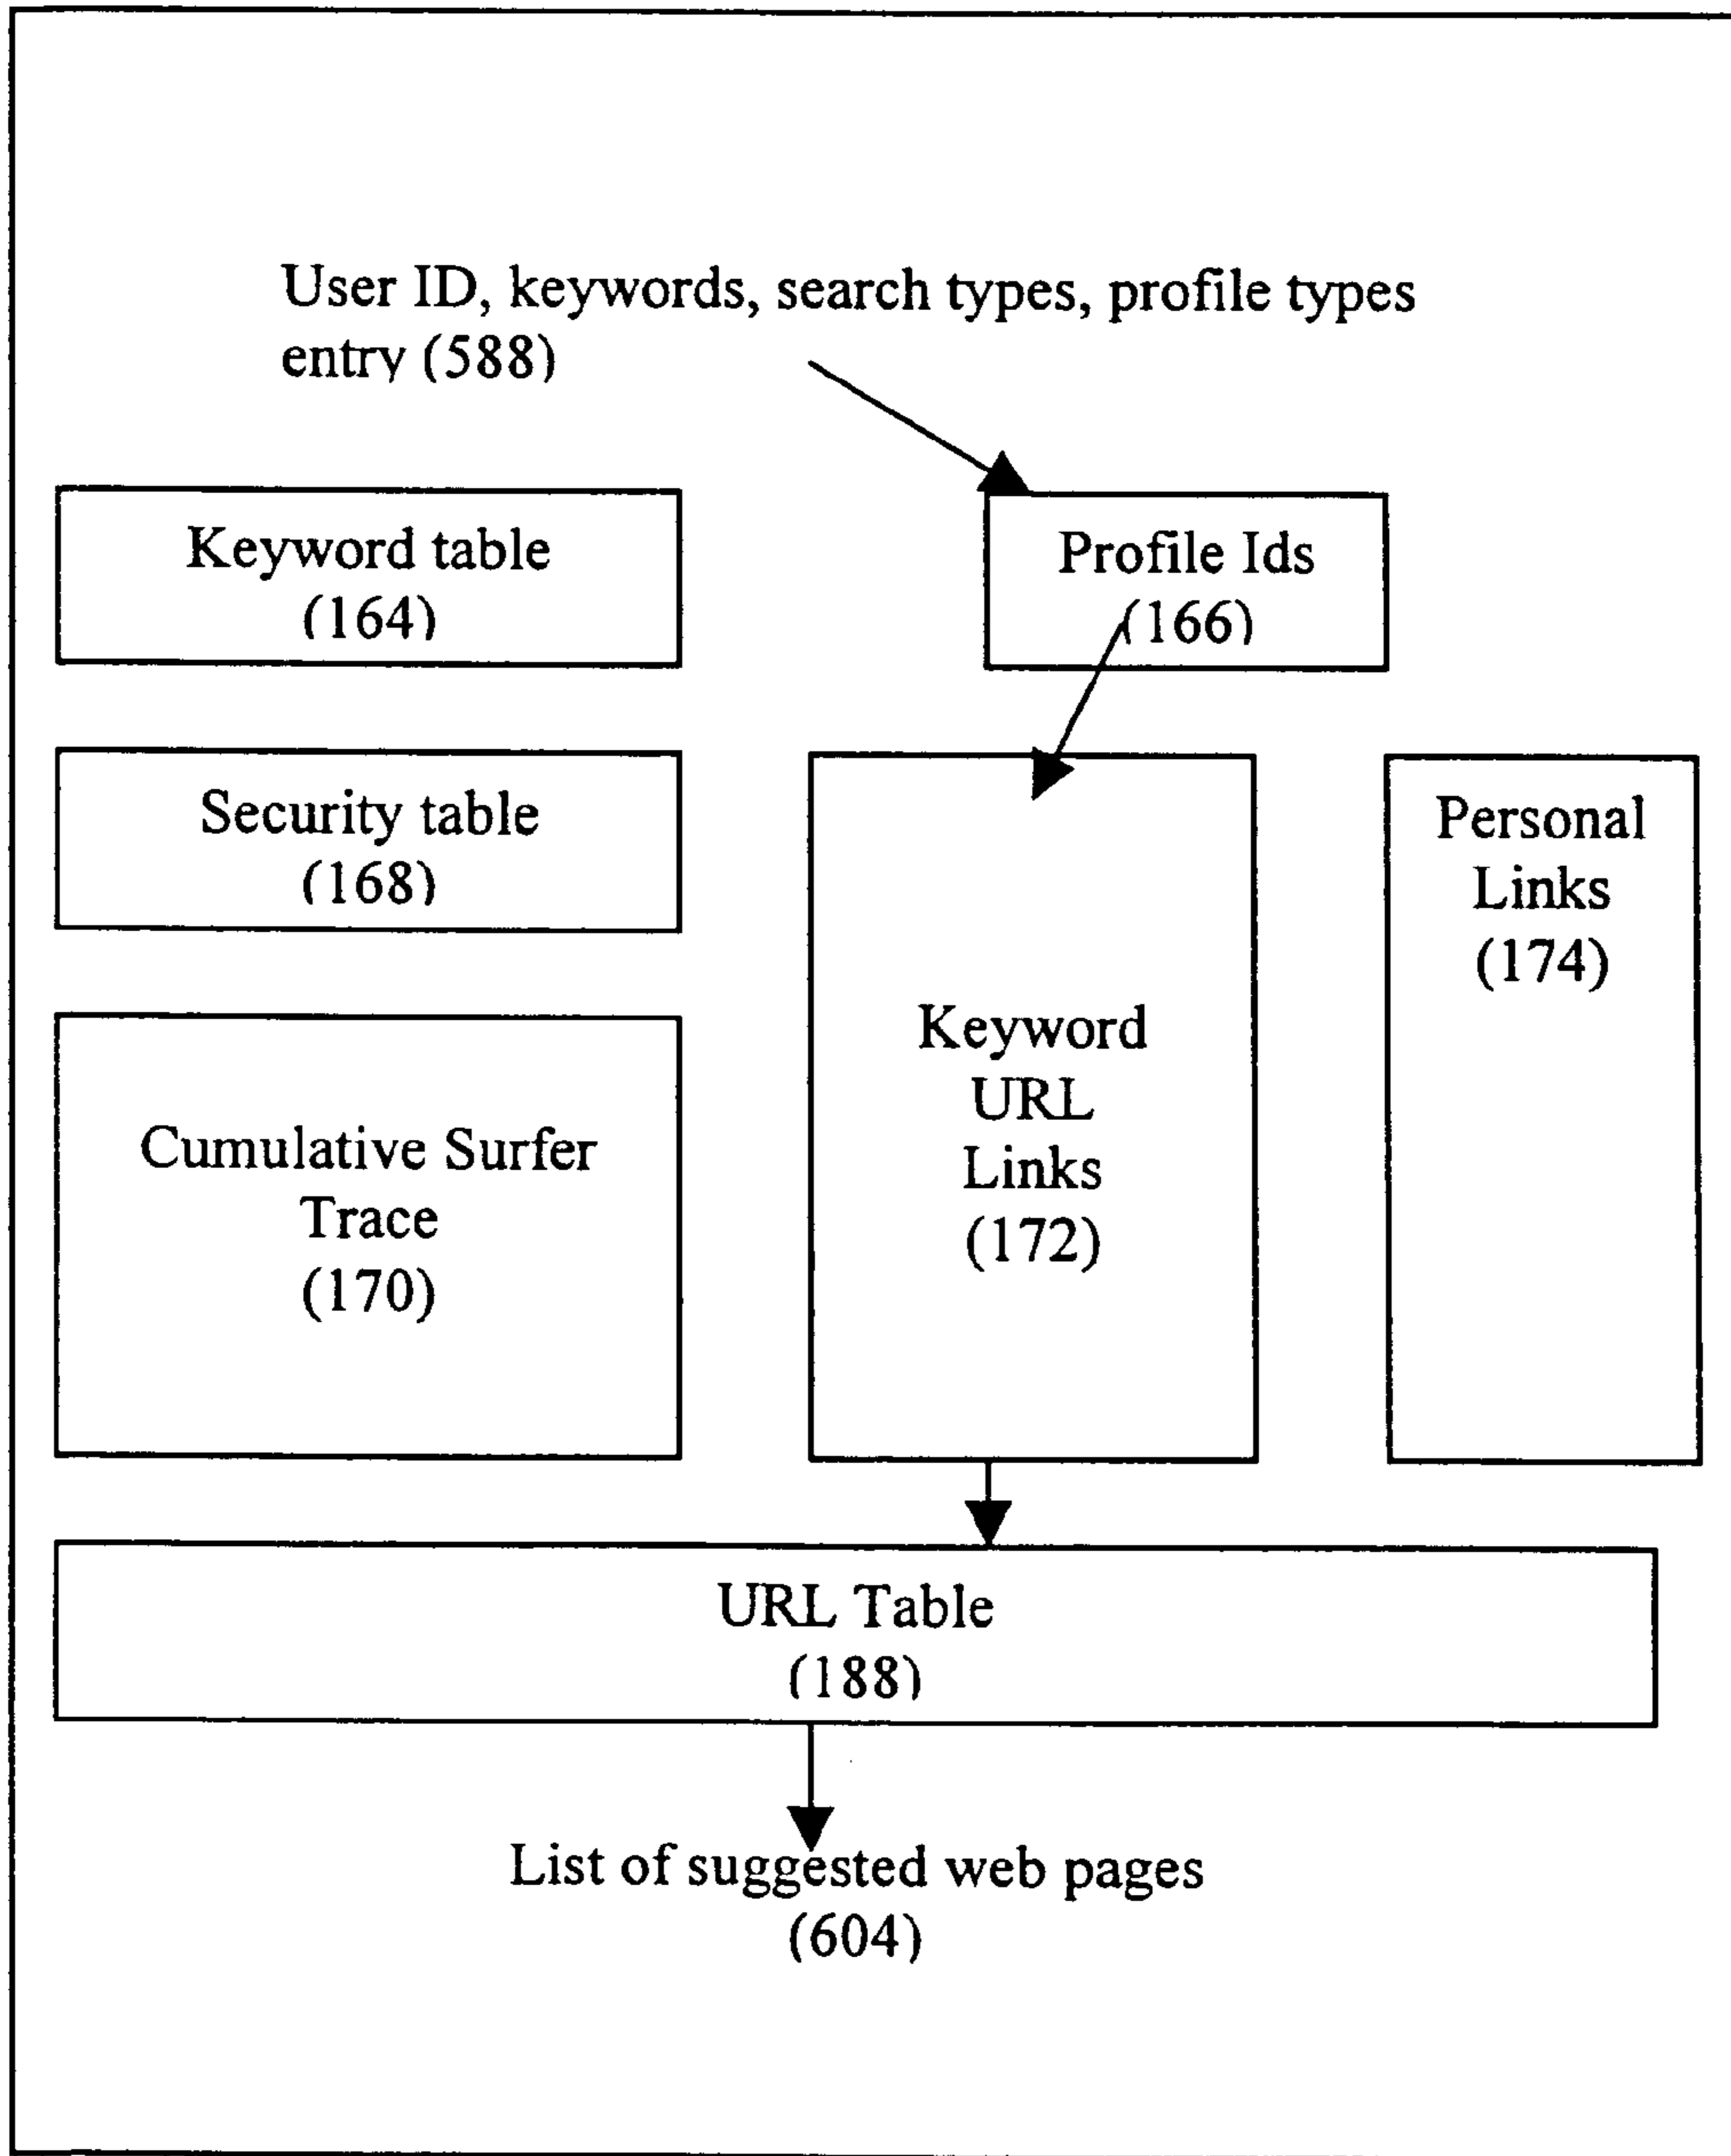 User ID, keywords, search types, profile types
entry (588)
Keyword table
(164)
Profile Ids
(166)
Security table
(168)
Personal
Links
(174)
Keyword
URL
Links
(172)
Cumulative Surfer
Trace
(170)
URL Table
(188)
List of suggested web pages
(604)